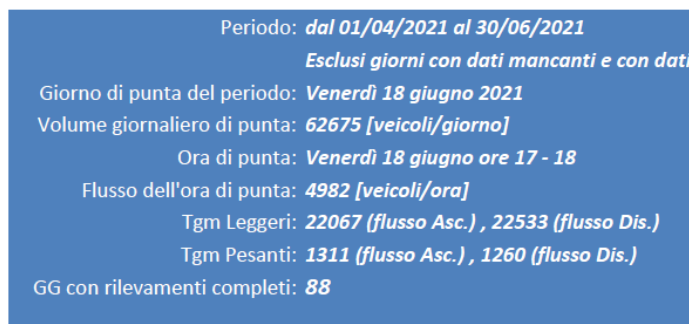 Periodo: dal 01/04/2021 al 30/06/2021
Esclusi giorni con dati mancanti e con dati
Giorno di punta del periodo: Venerdì 18 giugno 2021
Volume giornaliero di punta: 62675 [veicoli/giorno]
Ora di punta: Venerdì 18 giugno ore 17 - 18
Flusso dell'ora di punta: 4982 [veicoli/ora]
Tgm Leggeri: 22067 (flusso Asc.) , 22533 (flusso Dis.)
Tgm Pesanti: 1311 (flusso Asc.) , 1260 (flusso Dis.)
GG con rilevamenti completi: 88